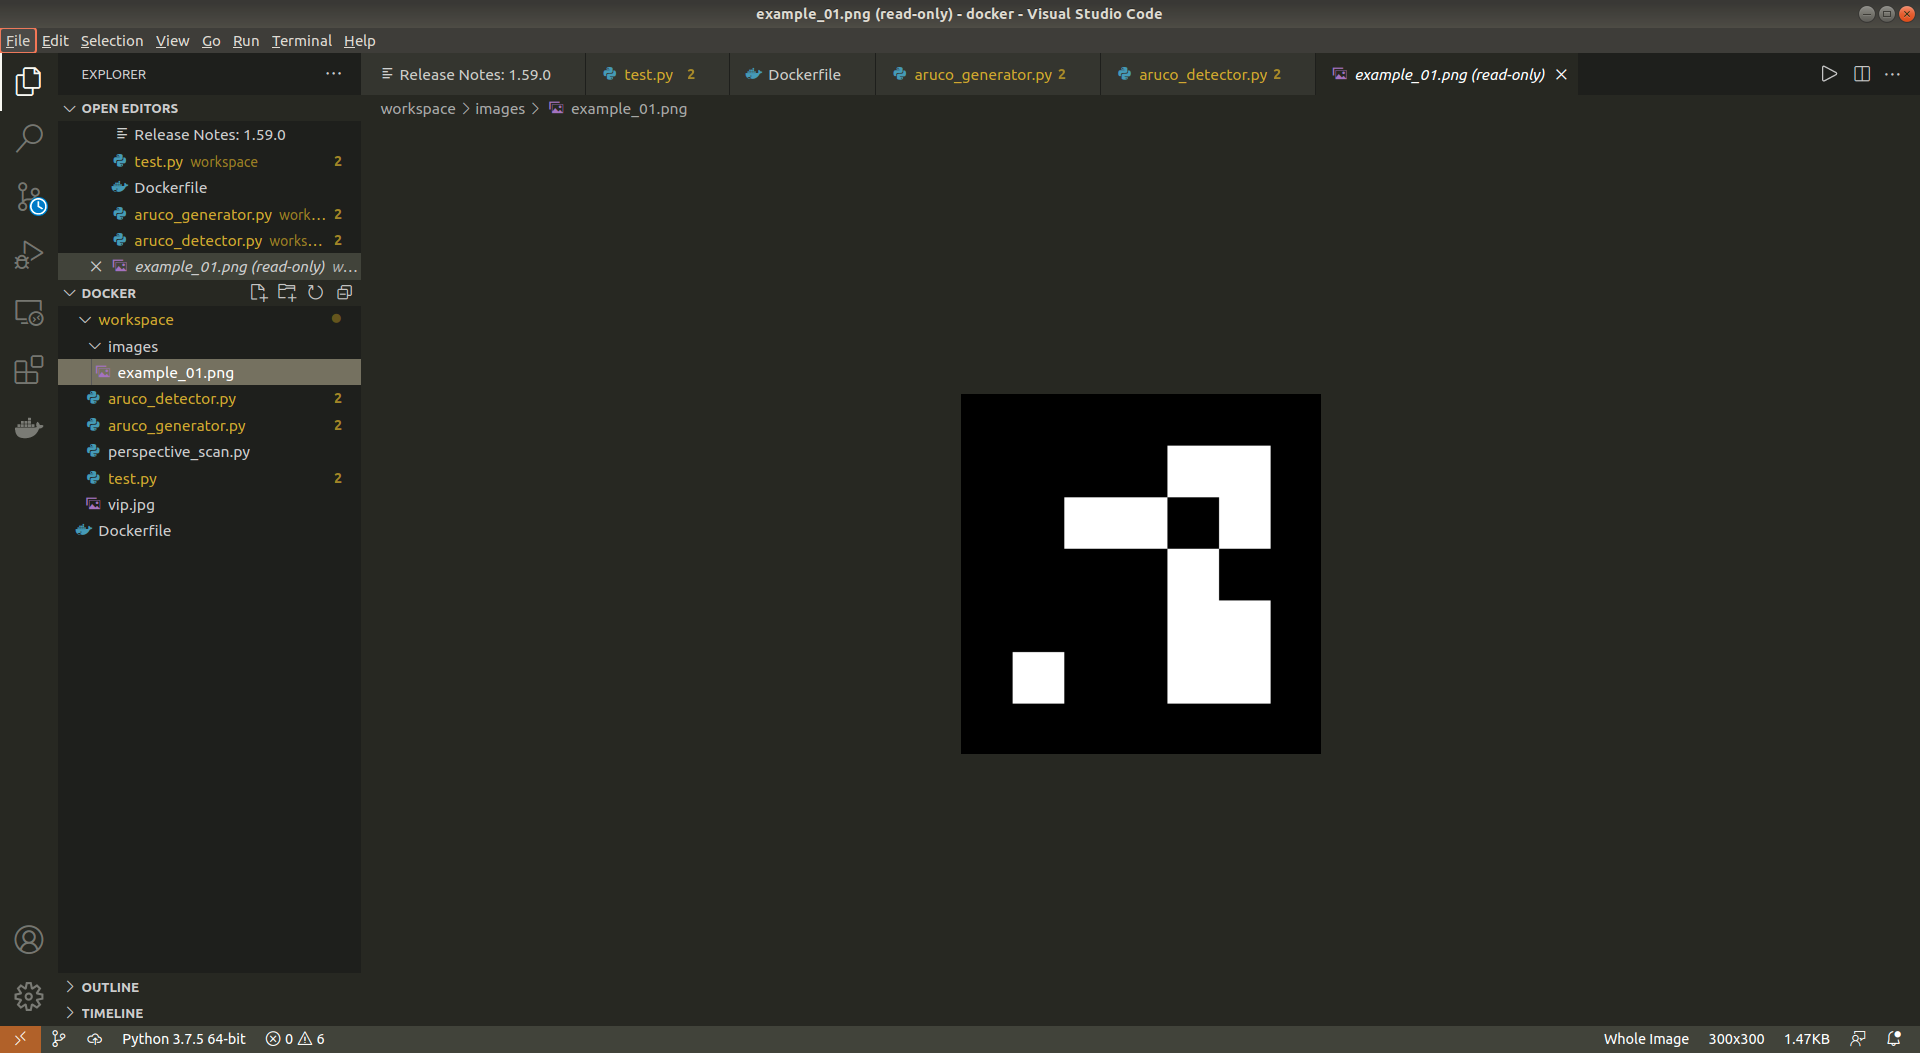 example_01.png (read-only) - docker - Visual Studio Code
File Edit Selection View Go Run Terminal Help
EXPLORER
Release Notes: 1.59.0 test.py 2 Dockerfile aruco_generator.py 2 aruco_detector.py 2 example_01.png (read-only)
workspace > images > example_01.png
OPEN EDITORS
Release Notes: 1.59.0
test.py workspace 2
Dockerfile
aruco_generator.py work... 2
aruco_detector.py works... 2
example_01.png (read-only) w...
DOCKER
workspace
images
example_01.png
aruco_detector.py 2
aruco_generator.py 2
perspective_scan.py
test.py 2
vip.jpg
Dockerfile
OUTLINE
TIMELINE
Python 3.7.5 64-bit 0 6 Whole Image 300x300 1.47KB